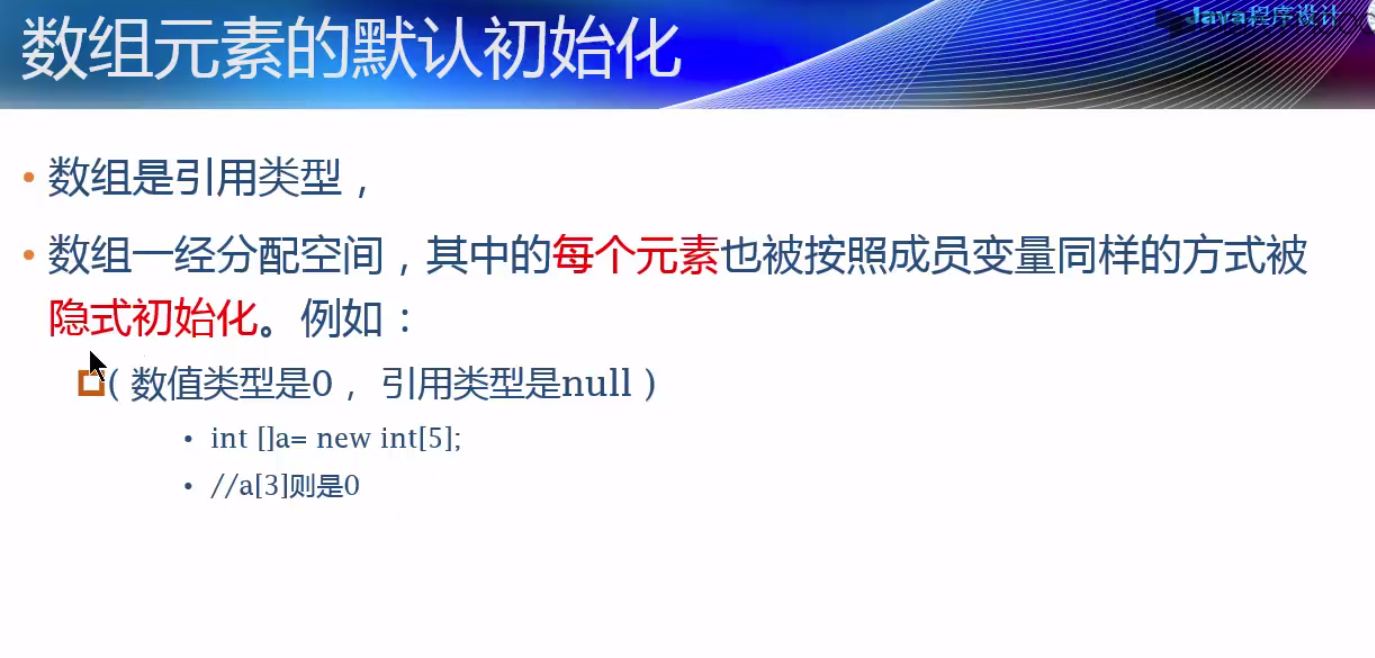 Java程序设计
数组元素的默认初始化
• 数组是引用类型，
• 数组一经分配空间，其中的每个元素也被按照成员变量同样的方式被
隐式初始化。例如：
（数值类型是0， 引用类型是null）
• int []a= new int[5];
• //a[3]则是0